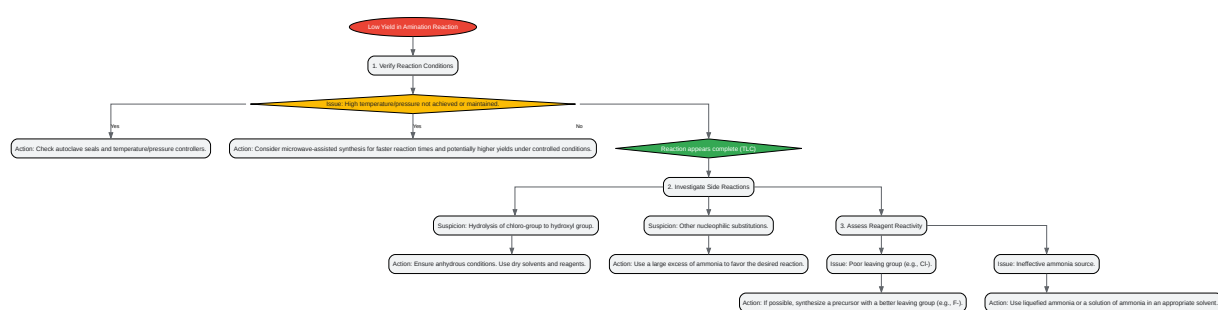 Low Yield in Amination Reaction
1. Verify Reaction Conditions
Issue: High temperature/pressure not achieved or maintained.
Yes
Yes
No
Action: Check autoclave seals and temperature/pressure controllers.
Action: Consider microwave-assisted synthesis for faster reaction times and potentially higher yields under controlled conditions.
Reaction appears complete (TLC)
2. Investigate Side Reactions
Suspicion: Hydrolysis of chloro-group to hydroxyl group.
Suspicion: Other nucleophilic substitutions.
3. Assess Reagent Reactivity
Action: Ensure anhydrous conditions. Use dry solvents and reagents.
Action: Use a large excess of ammonia to favor the desired reaction.
Issue: Poor leaving group (e.g., Cl-).
Issue: Ineffective ammonia source.
Action: If possible, synthesize a precursor with a better leaving group (e.g., F-).
Action: Use liquefied ammonia or a solution of ammonia in an appropriate solvent.